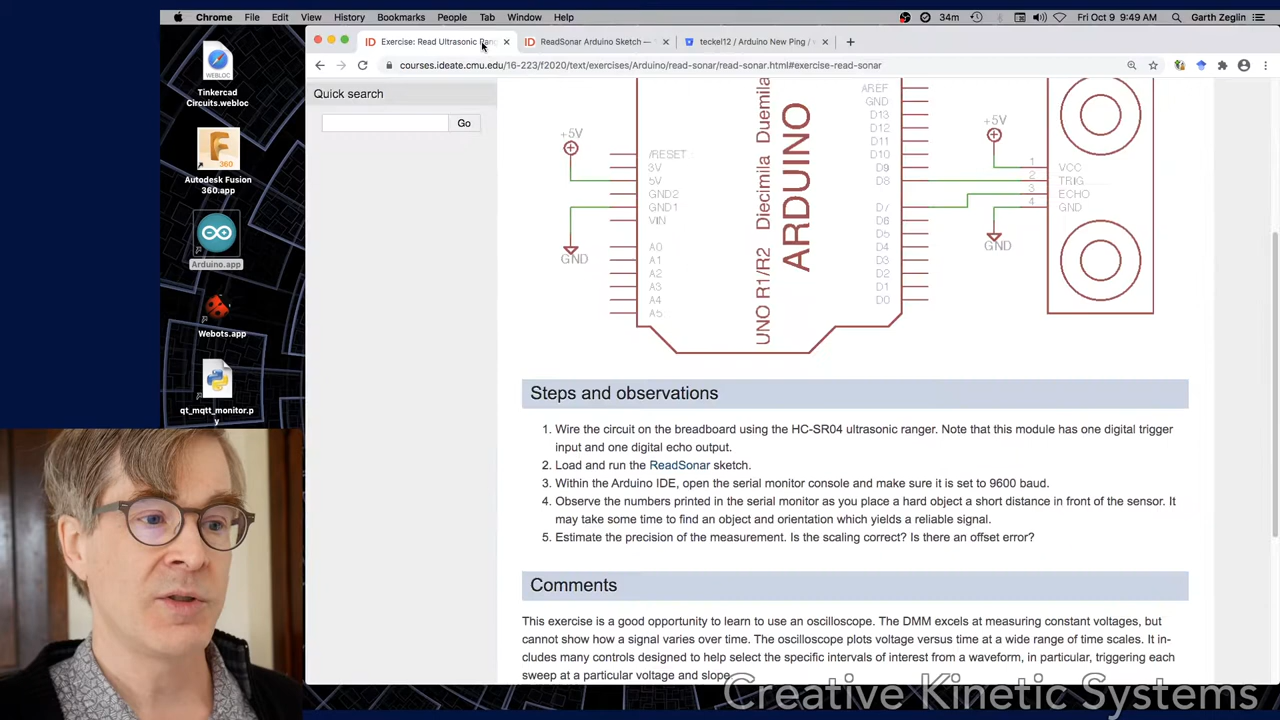 Chrome File Edit View History Bookmarks People Tab Window Help 34m Fri Oct 9 9:49 AM Garth Zeglin
Exercise: Read Ultrasonic Rang ReadSonar Arduino Sketch — teckel12 / Arduino New Ping /
courses.ideate.cmu.edu/16-223/f2020/text/exercises/Arduino/read-sonar/read-sonar.html#exercise-read-sonar
WEBLOC
Tinkercad
Circuits.webloc
360
Autodesk Fusion
360.app
Arduino.app
Webots.app
qt_mqtt_monitor.p
y
Quick search
Go
+5V
GND
/RESET
3V
5V
GND2
GND1
VIN
A0
A1
A2
A3
A4
A5
UNO R1/R2 Diecimila Duemila
ARDUINO
AREF
GND
D13
D12
D11
D10
D9
D8
D7
D6
D5
D4
D3
D2
D1
D0
+5V
GND
1 VCC
2 TRIG
3 ECHO
4 GND
Steps and observations
1. Wire the circuit on the breadboard using the HC-SR04 ultrasonic ranger. Note that this module has one digital trigger
input and one digital echo output.
2. Load and run the ReadSonar sketch.
3. Within the Arduino IDE, open the serial monitor console and make sure it is set to 9600 baud.
4. Observe the numbers printed in the serial monitor as you place a hard object a short distance in front of the sensor. It
may take some time to find an object and orientation which yields a reliable signal.
5. Estimate the precision of the measurement. Is the scaling correct? Is there an offset error?
Comments
This exercise is a good opportunity to learn to use an oscilloscope. The DMM excels at measuring constant voltages, but
cannot show how a signal varies over time. The oscilloscope plots voltage versus time at a wide range of time scales. It in-
cludes many controls designed to help select the specific intervals of interest from a waveform, in particular, triggering each
sweep at a particular voltage and slope.
Creative Kinetic Systems